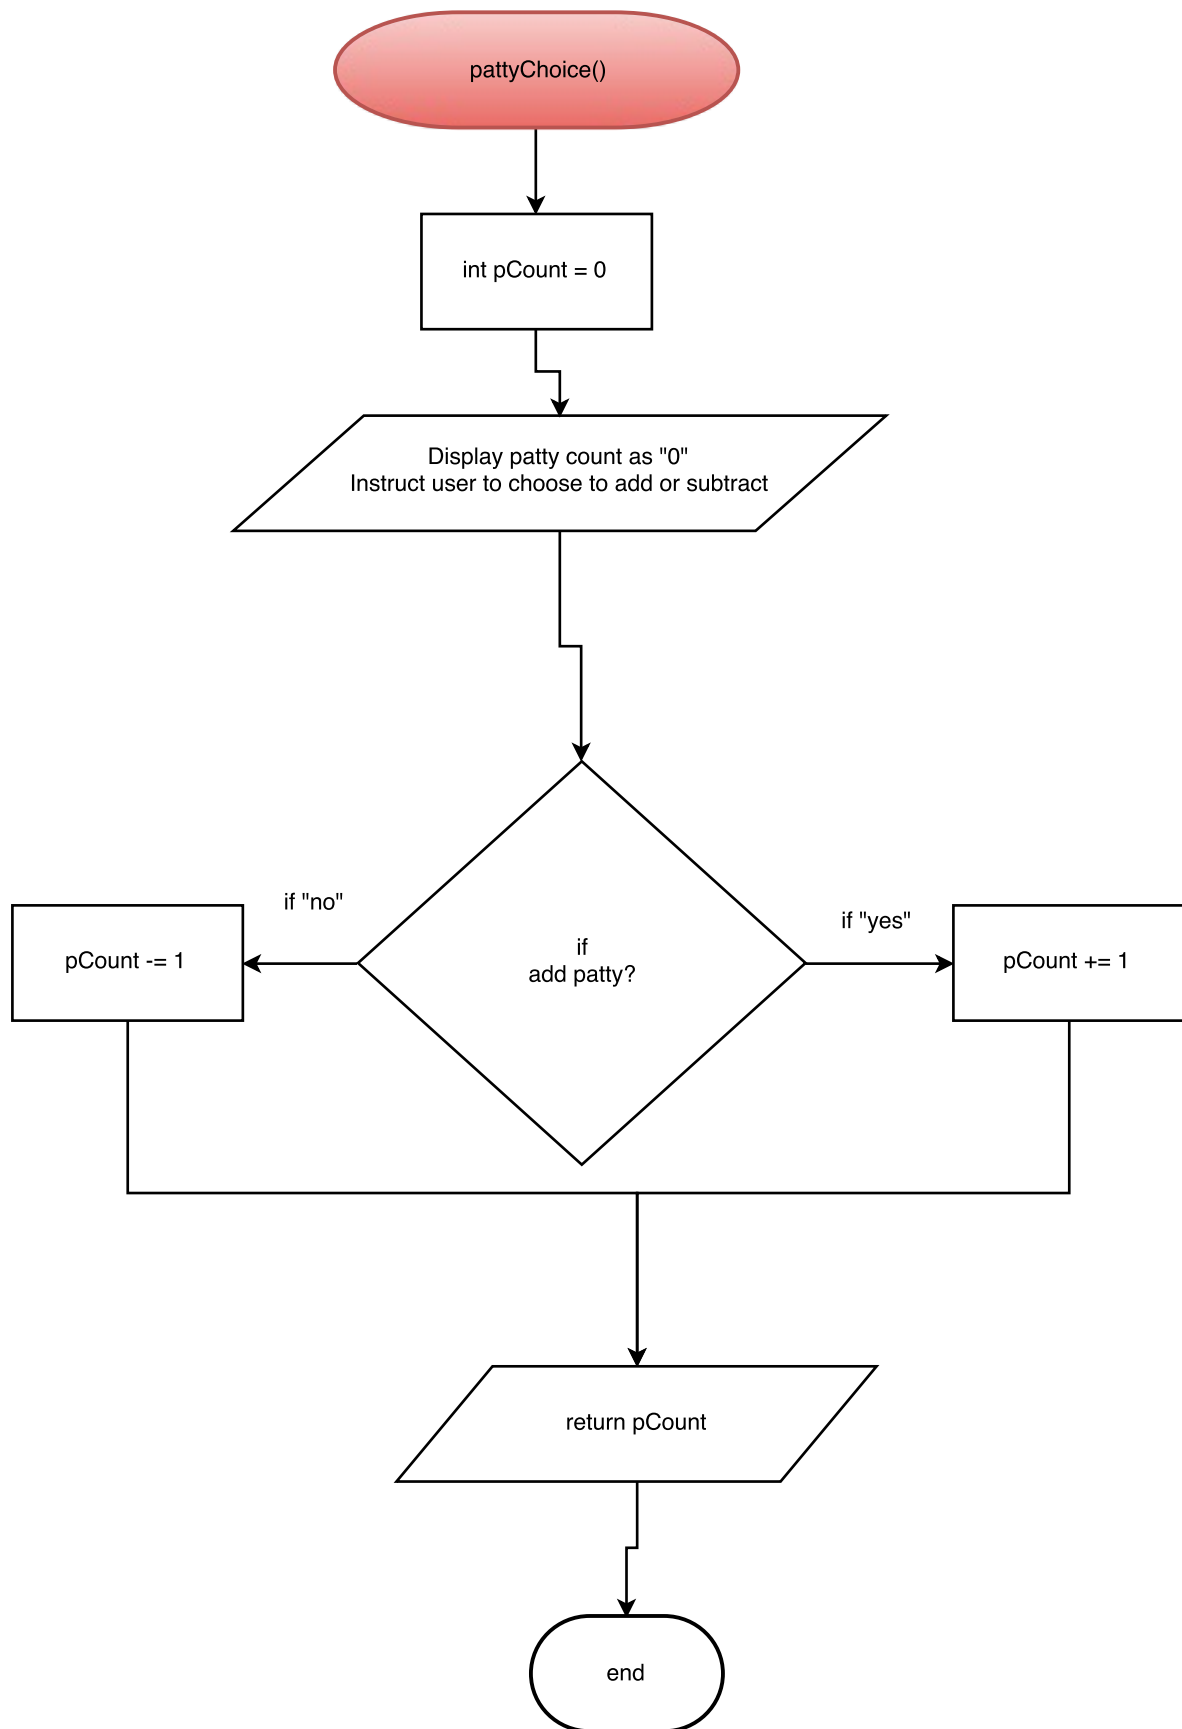 pattyChoice()
int pCount = 0
Display patty count as "0"
Instruct user to choose to add or subtract
if "no"
if "yes"
pCount -= 1
if
add patty?
pCount += 1
return pCount
end